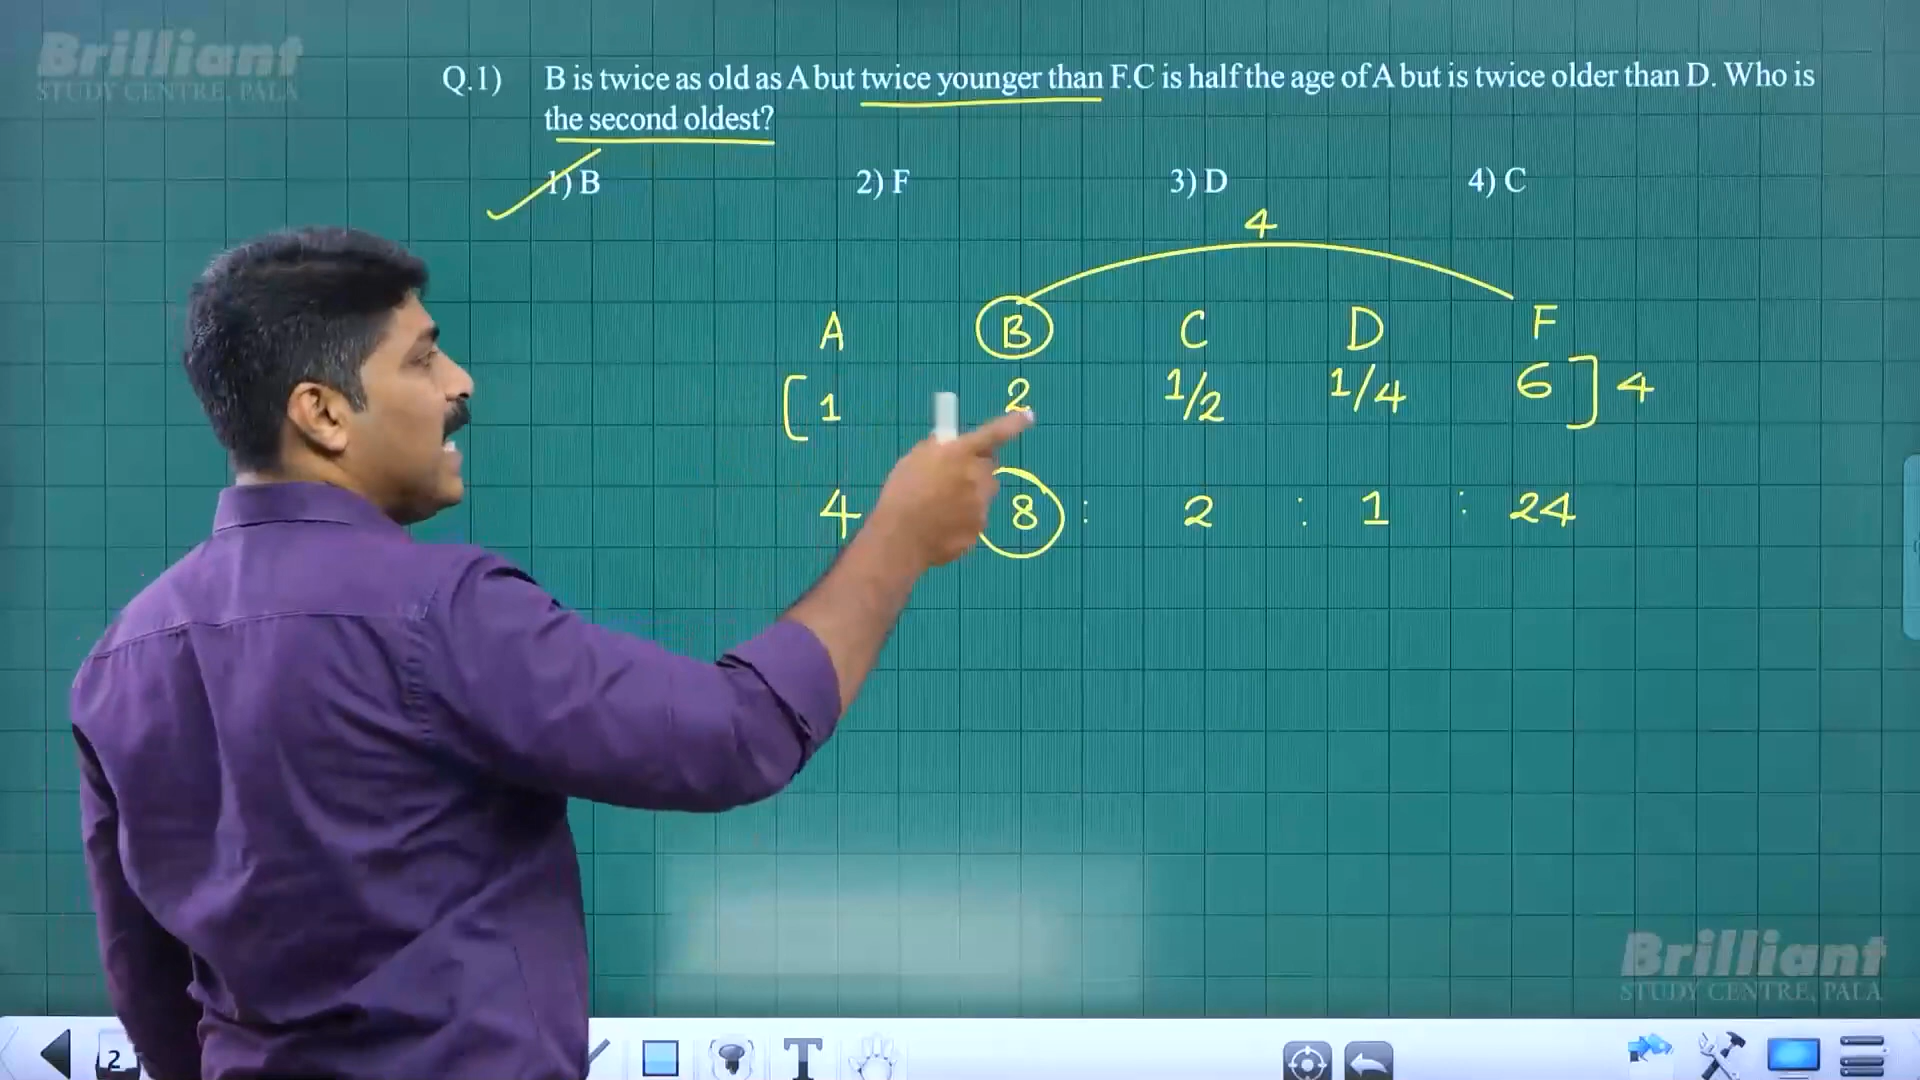 Brilliant
STUDY CENTRE, PALA
Q.1) B is twice as old as A but twice younger than F.C is half the age of A but is twice older than D. Who is
the second oldest?
1) B 2) F 3) D 4) C
4
A B C D F
[ 1 2 1/2 1/4 6 ] 4
4 8 : 2 : 1 : 24
Brilliant
STUDY CENTRE, PALA
2 T